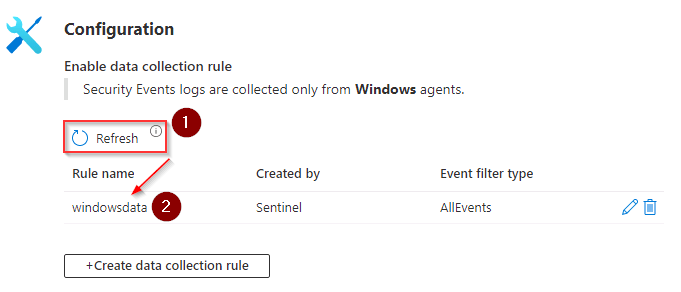 Configuration
Enable data collection rule
Security Events logs are collected only from Windows agents.
Refresh
1
Rule name Created by Event filter type
windowsdata 2 Sentinel AllEvents
+Create data collection rule